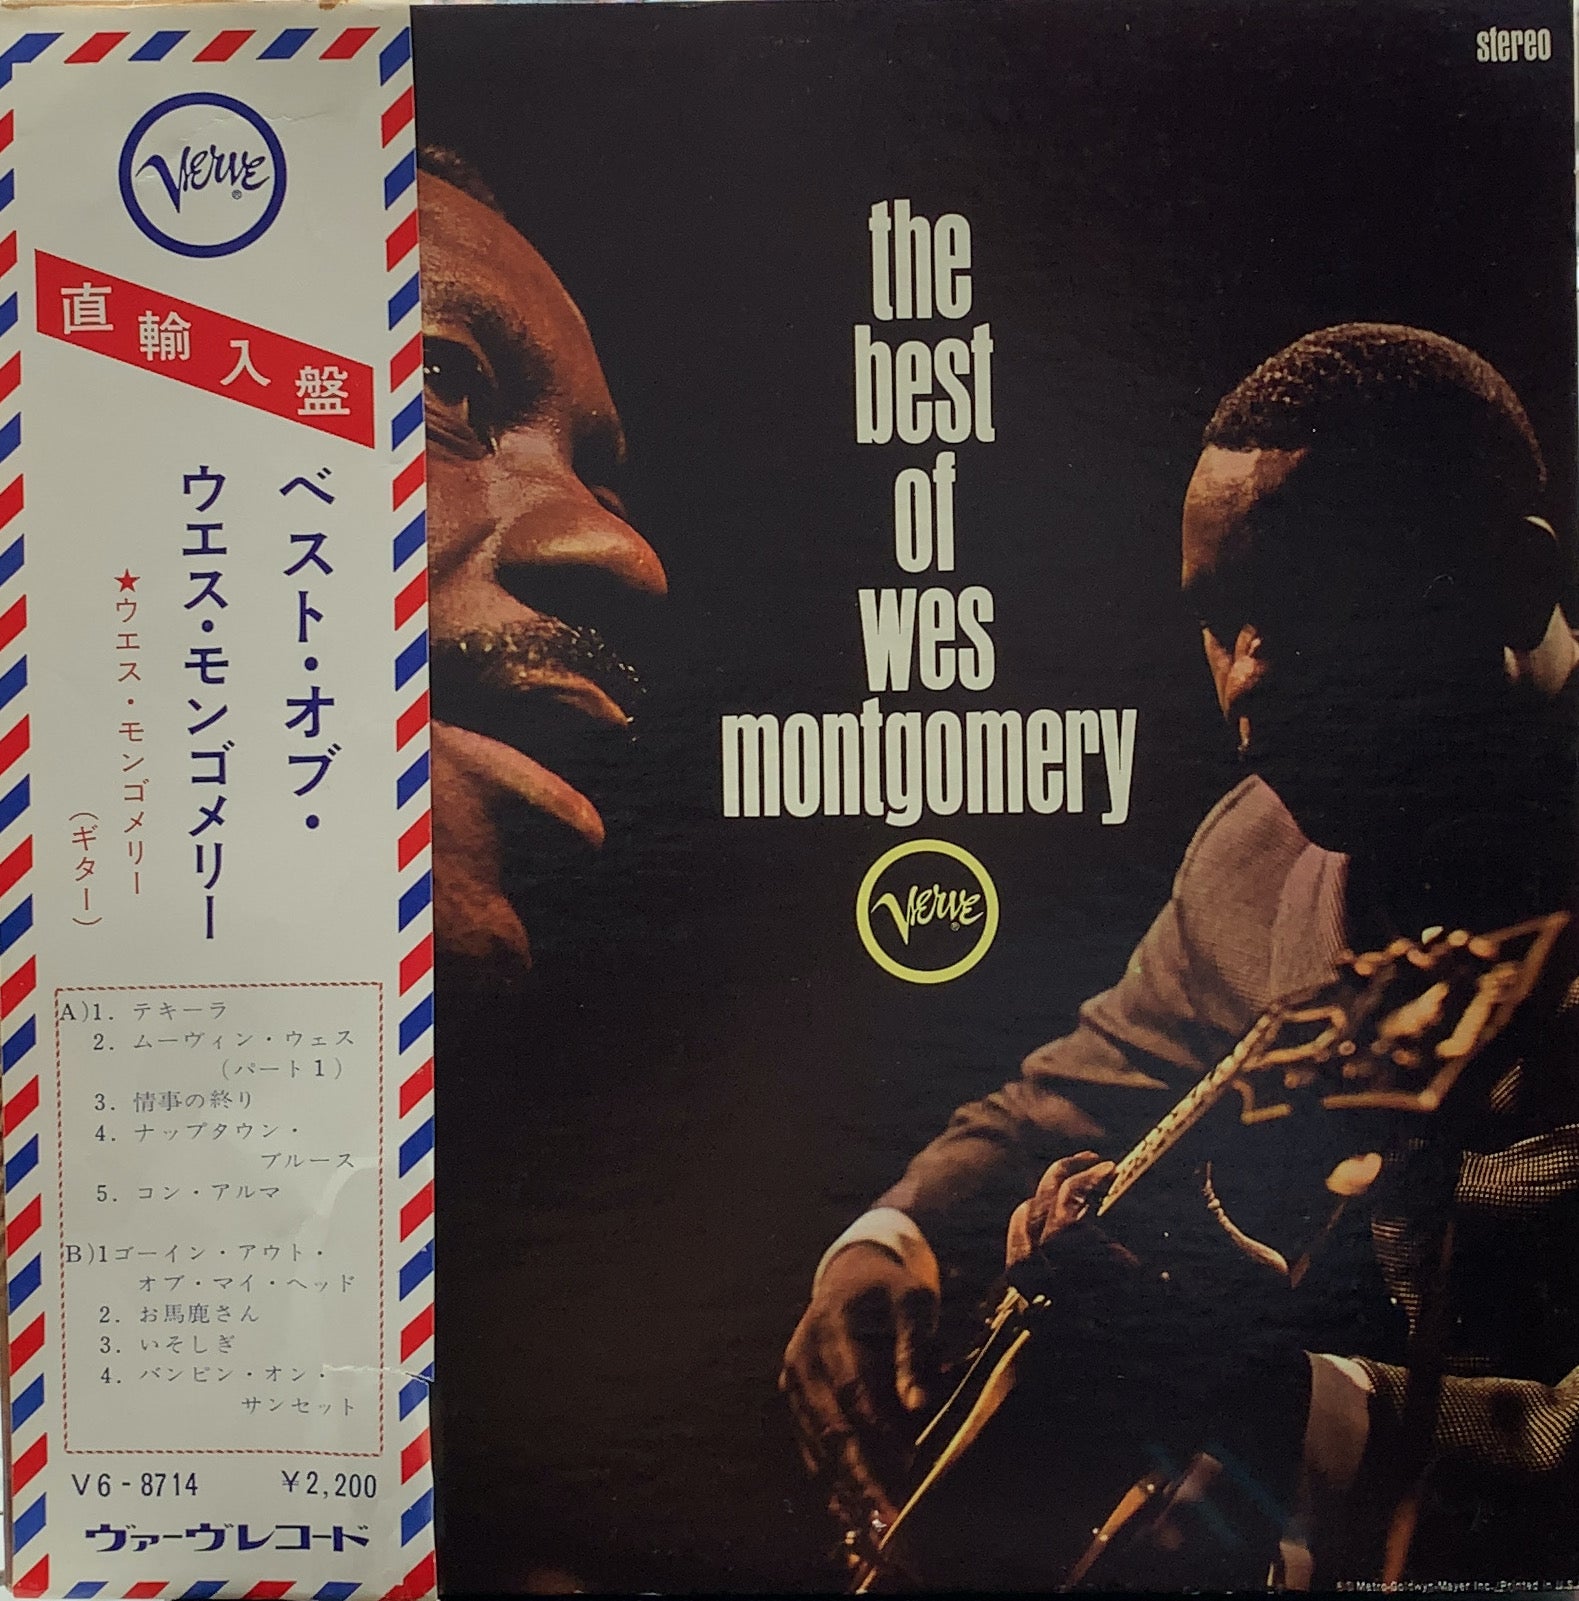 Verve
®
直輸入盤
ベスト・オブ・
ウエス・モンゴメリー
★ウエス・モンゴメリー
(ギター)
A)1. テキーラ
2. ムーヴィン・ウェス
(パート1)
3. 情事の終り
4. ナップタウン・
ブルース
5. コン・アルマ
B)1ゴーイン・アウト・
オブ・マイ・ヘッド
2. お馬鹿さん
3. いそしぎ
4. バンピン・オン・
サンセット
V6-8714 ¥2,200
ヴァーヴレコード
stereo
the
best
of
wes
montgomery
Verve
®
Metro-Goldwyn-Mayer Inc./Printed in U.S.